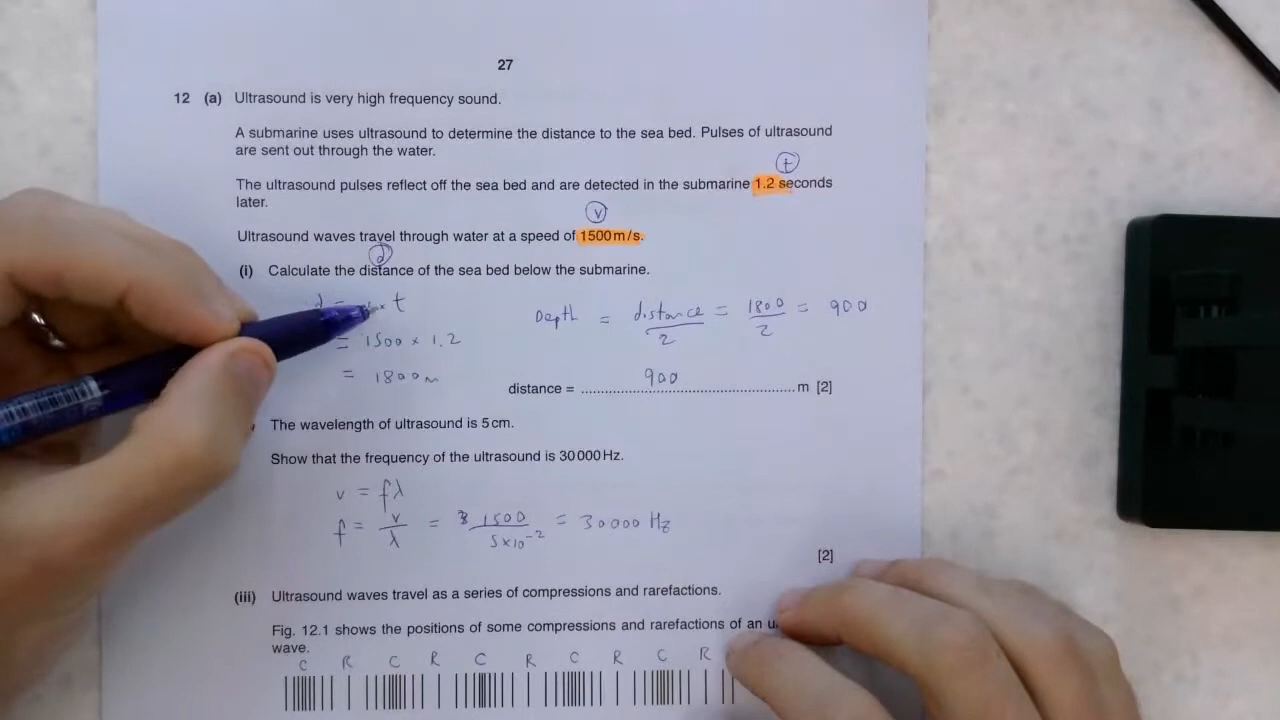 27
12 (a) Ultrasound is very high frequency sound.
A submarine uses ultrasound to determine the distance to the sea bed. Pulses of ultrasound
are sent out through the water.
t
The ultrasound pulses reflect off the sea bed and are detected in the submarine 1.2 seconds
later.
v
Ultrasound waves travel through water at a speed of 1500 m/s.
d
(i) Calculate the distance of the sea bed below the submarine.
t
Depth = distance/2 = 1800/2 = 900
= 1500 × 1.2
= 1800m
900
distance = ........................................ m [2]
The wavelength of ultrasound is 5 cm.
Show that the frequency of the ultrasound is 30 000 Hz.
v = fλ
f = v/λ = 1500/5×10⁻² = 30000 Hz
[2]
(iii) Ultrasound waves travel as a series of compressions and rarefactions.
Fig. 12.1 shows the positions of some compressions and rarefactions of an
wave.
C R C R C R C R C R